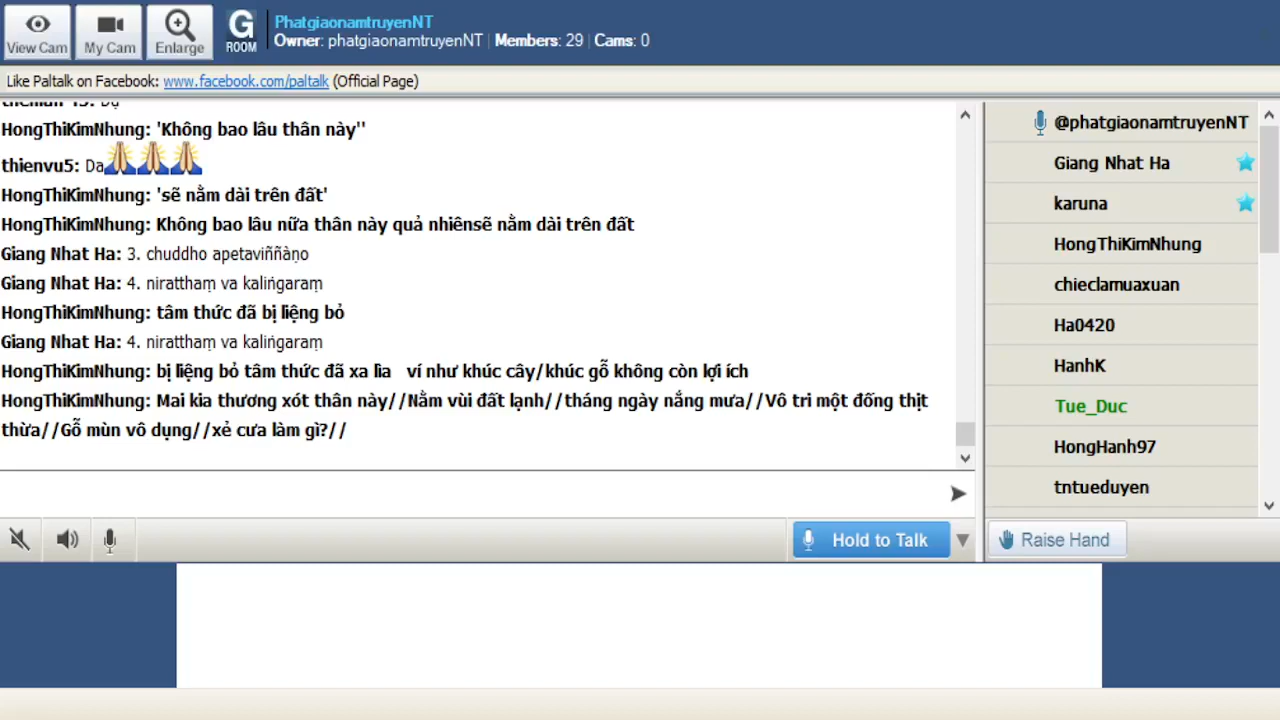 View Cam
My Cam
Enlarge
G
ROOM
PhatgiaonamtruyenNT
Owner: phatgiaonamtruyenNT | Members: 29 | Cams: 0
Like Paltalk on Facebook: www.facebook.com/paltalk (Official Page)
HongThiKimNhung: 'Không bao lâu thân này''
thienvu5: Da
HongThiKimNhung: 'sẽ nằm dài trên đất'
HongThiKimNhung: Không bao lâu nữa thân này quả nhiênsẽ nằm dài trên đất
Giang Nhat Ha: 3. chuddho apetaviññàṇo
Giang Nhat Ha: 4. niratthaṃ va kaliṅgaraṃ
HongThiKimNhung: tâm thức đã bị liệng bỏ
Giang Nhat Ha: 4. niratthaṃ va kaliṅgaraṃ
HongThiKimNhung: bị liệng bỏ tâm thức đã xa lìa ví như khúc cây/khúc gỗ không còn lợi ích
HongThiKimNhung: Mai kia thương xót thân này//Nằm vùi đất lạnh//tháng ngày nắng mưa//Vô tri một đống thịt
thừa//Gỗ mùn vô dụng//xẻ cưa làm gì?//
@phatgiaonamtruyenNT
Giang Nhat Ha
karuna
HongThiKimNhung
chieclamuaxuan
Ha0420
HanhK
Tue_Duc
HongHanh97
tntueduyen
Hold to Talk
Raise Hand